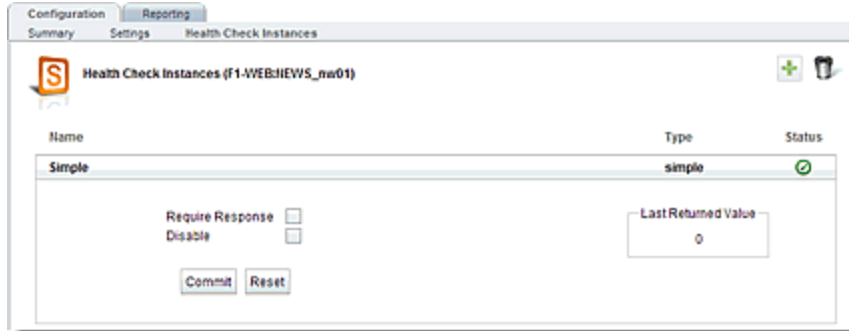 Configuration Reporting
Summary Settings Health Check Instances
S
Health Check Instances (F1-WEB:NEWS_nw01)
Name Type Status
Simple simple
Require Response
Disable
Last Returned Value
0
Commit Reset